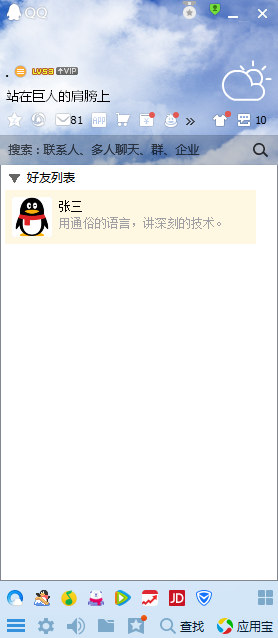 QQ
. LV53 VIP
站在巨人的肩膀上
81 APP » 10
搜索：联系人、多人聊天、群、企业
好友列表
张三
用通俗的语言，讲深刻的技术。
JD
查找 应用宝